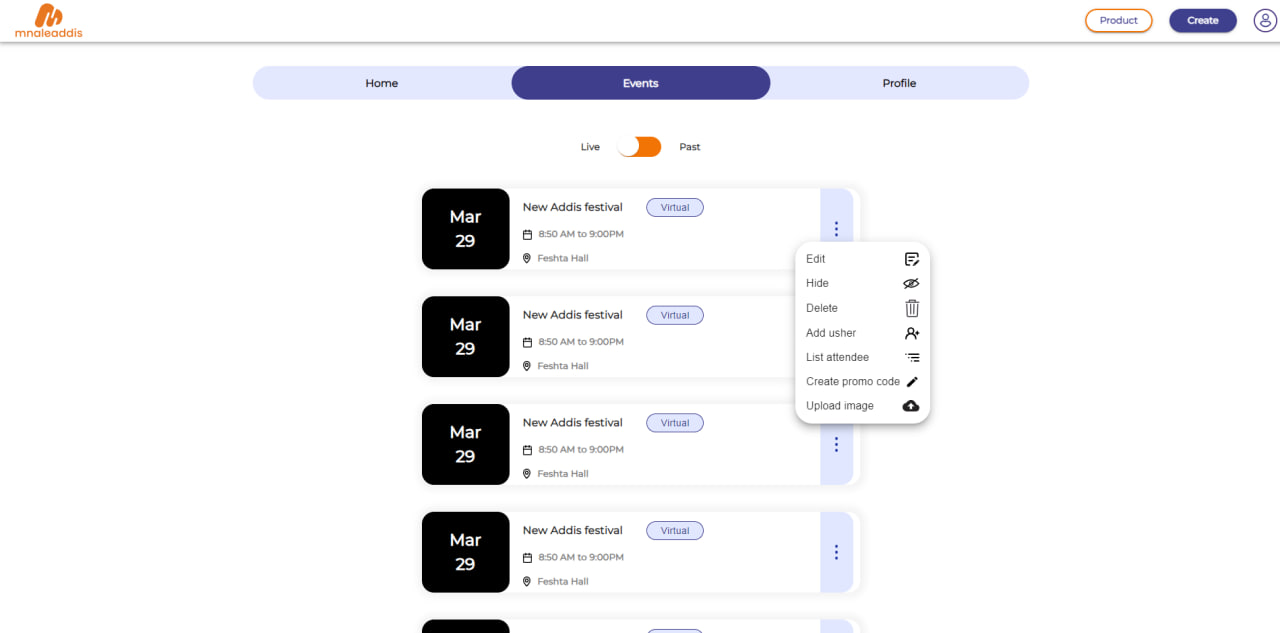 mnaleaddis
Product
Create
Home
Events
Profile
Live
Past
Mar
29
New Addis festival
Virtual
8:50 AM to 9:00PM
Feshta Hall
Edit
Hide
Delete
Add usher
List attendee
Create promo code
Upload image
Mar
29
New Addis festival
Virtual
8:50 AM to 9:00PM
Feshta Hall
Mar
29
New Addis festival
Virtual
8:50 AM to 9:00PM
Feshta Hall
Mar
29
New Addis festival
Virtual
8:50 AM to 9:00PM
Feshta Hall